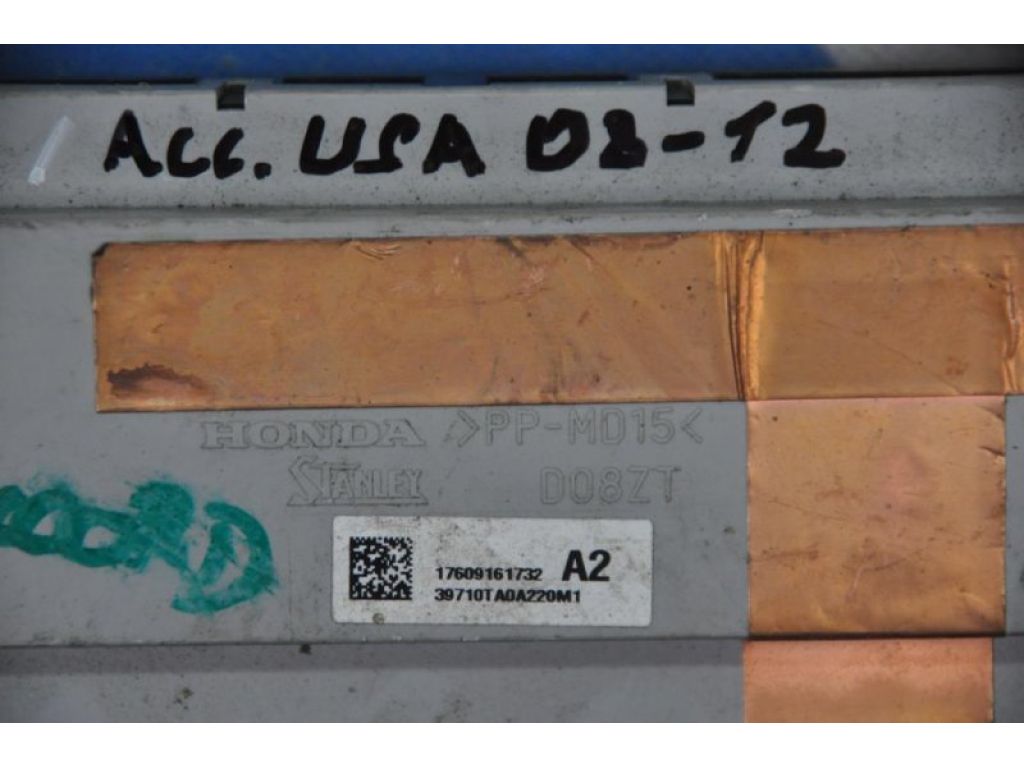 Acc. USA 08-12
HONDA >PP-MD15<
STANLEY D08ZT
17609161732 A2
39710TA0A220M1